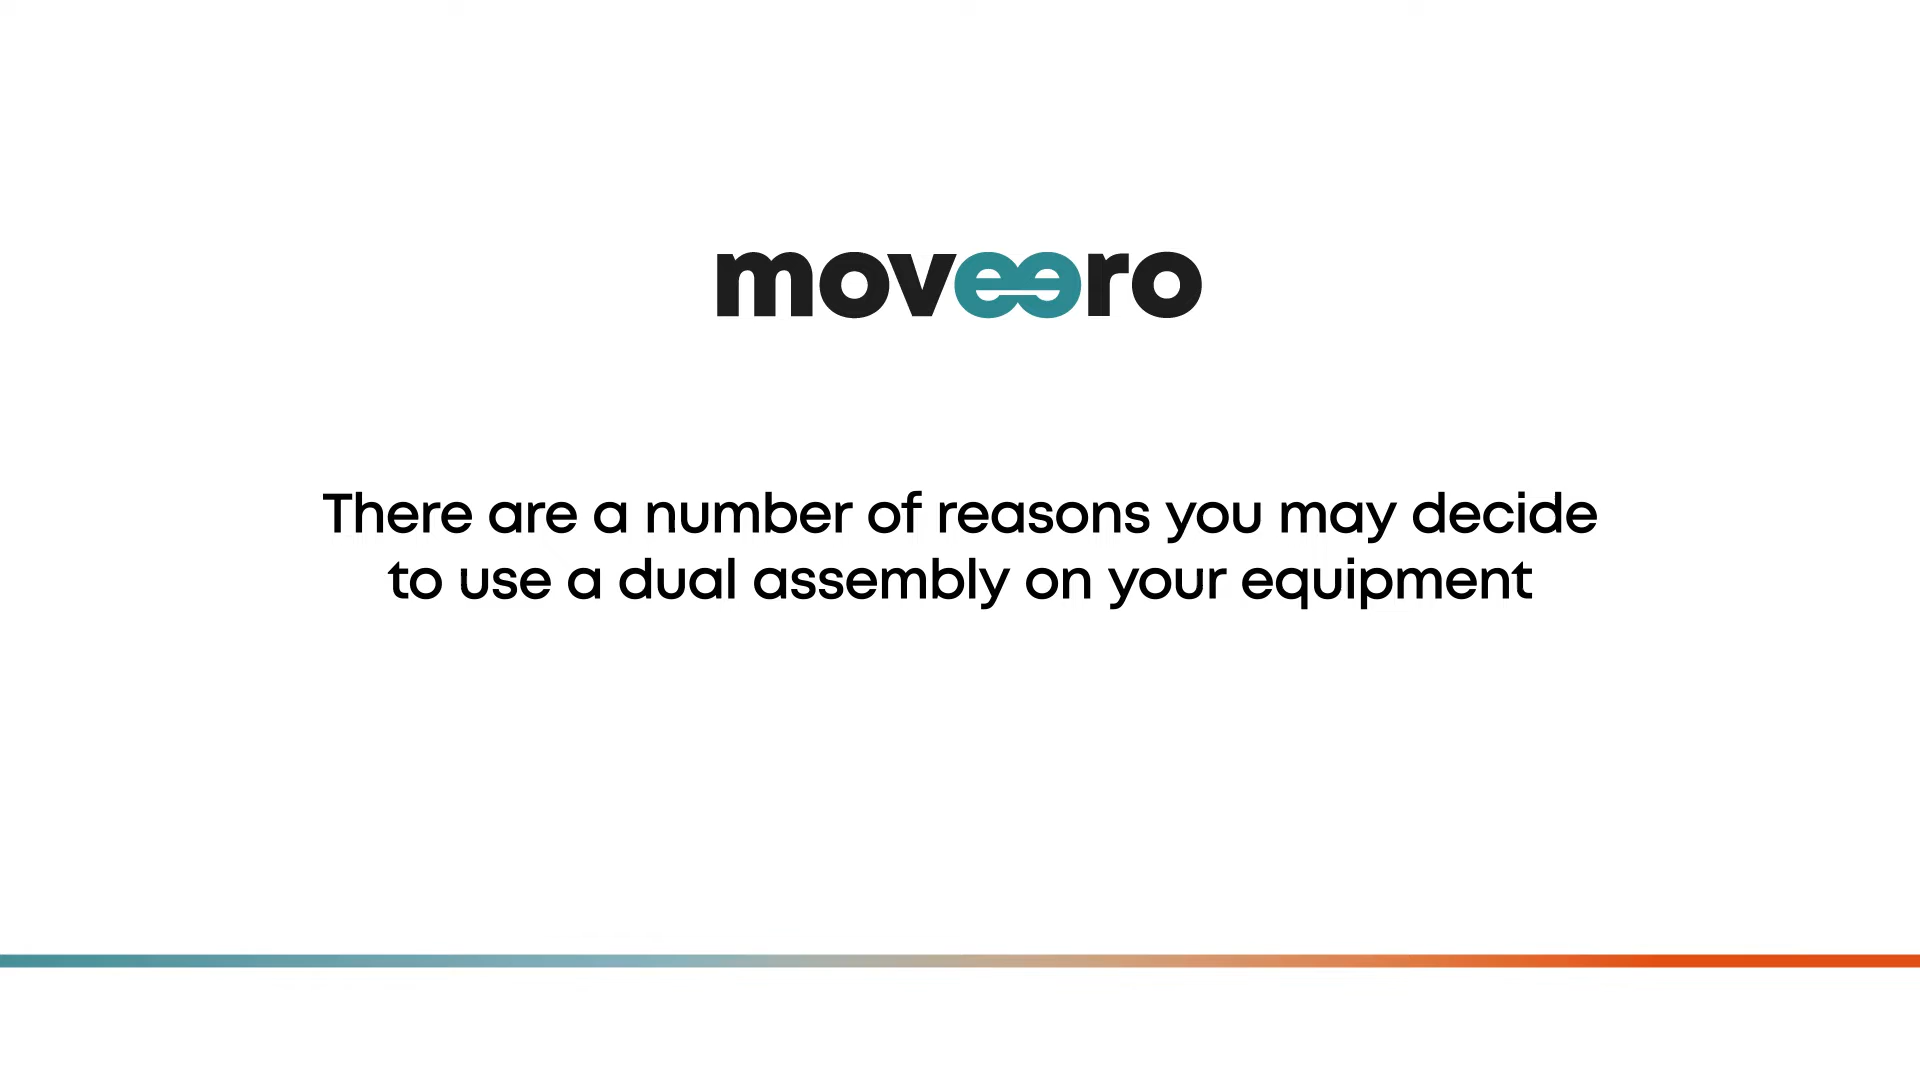 moveero
There are a number of reasons you may decide
to use a dual assembly on your equipment